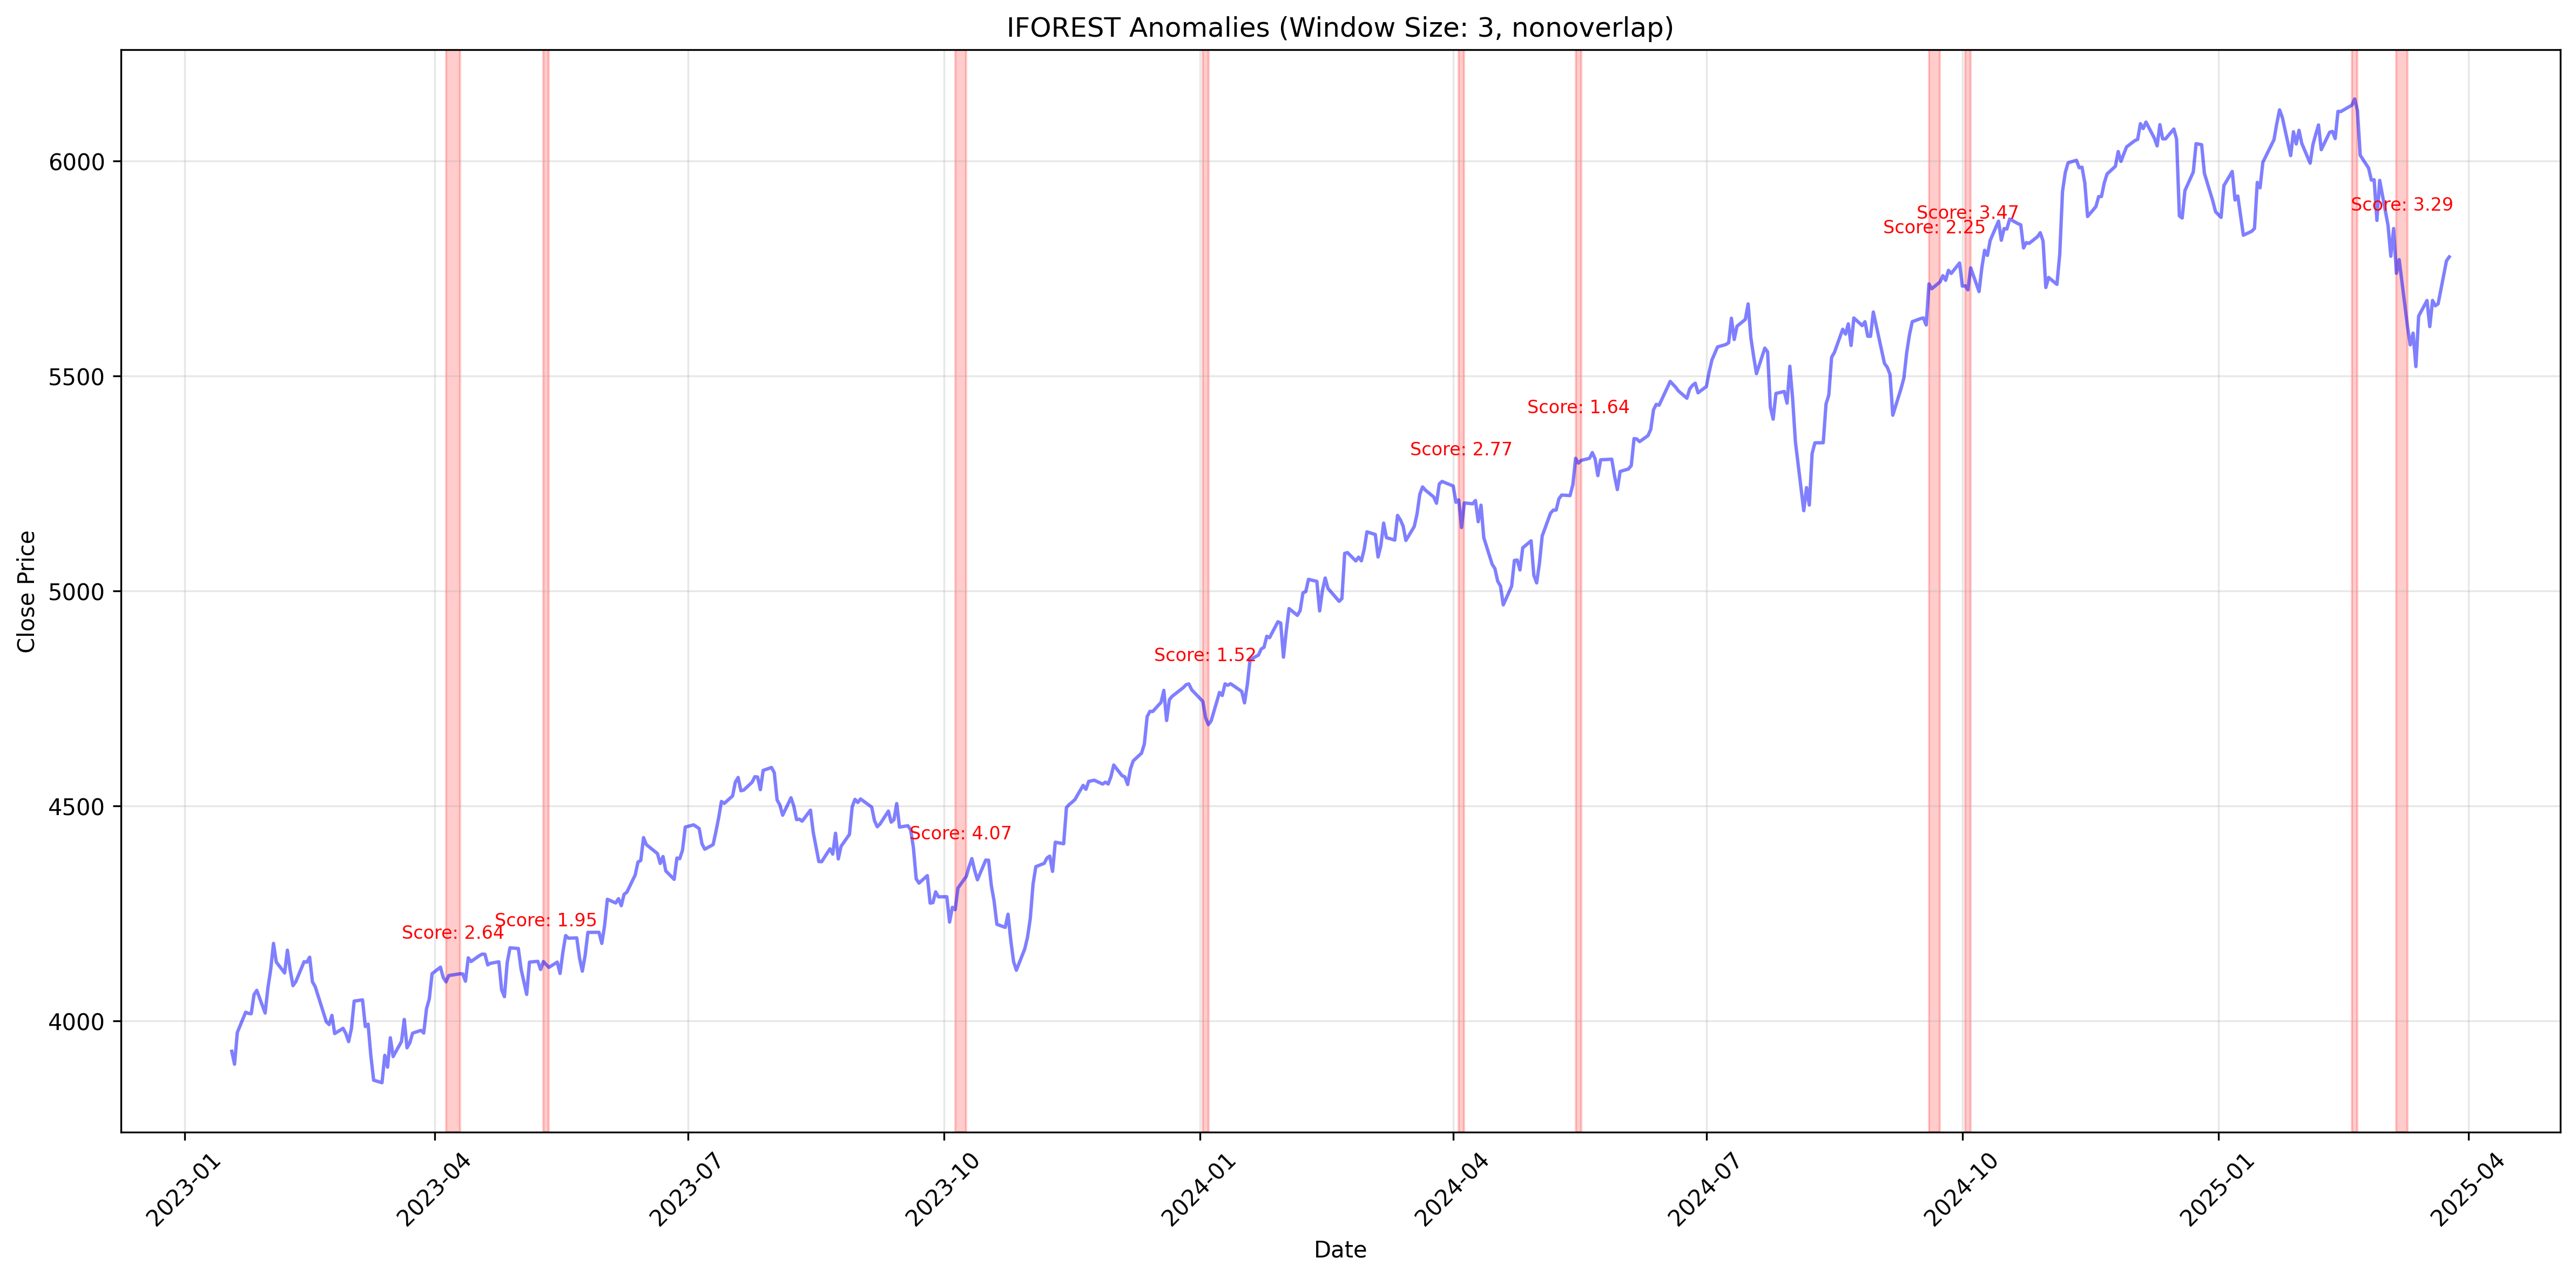 IFOREST Anomalies (Window Size: 3, nonoverlap)
Close Price
6000
5500
5000
4500
4000
Score: 2.64
Score: 1.95
Score: 4.07
Score: 1.52
Score: 2.77
Score: 1.64
Score: 2.25
Score: 3.47
Score: 3.29
2023-01
2023-04
2023-07
2023-10
2024-01
2024-04
2024-07
2024-10
2025-01
2025-04
Date